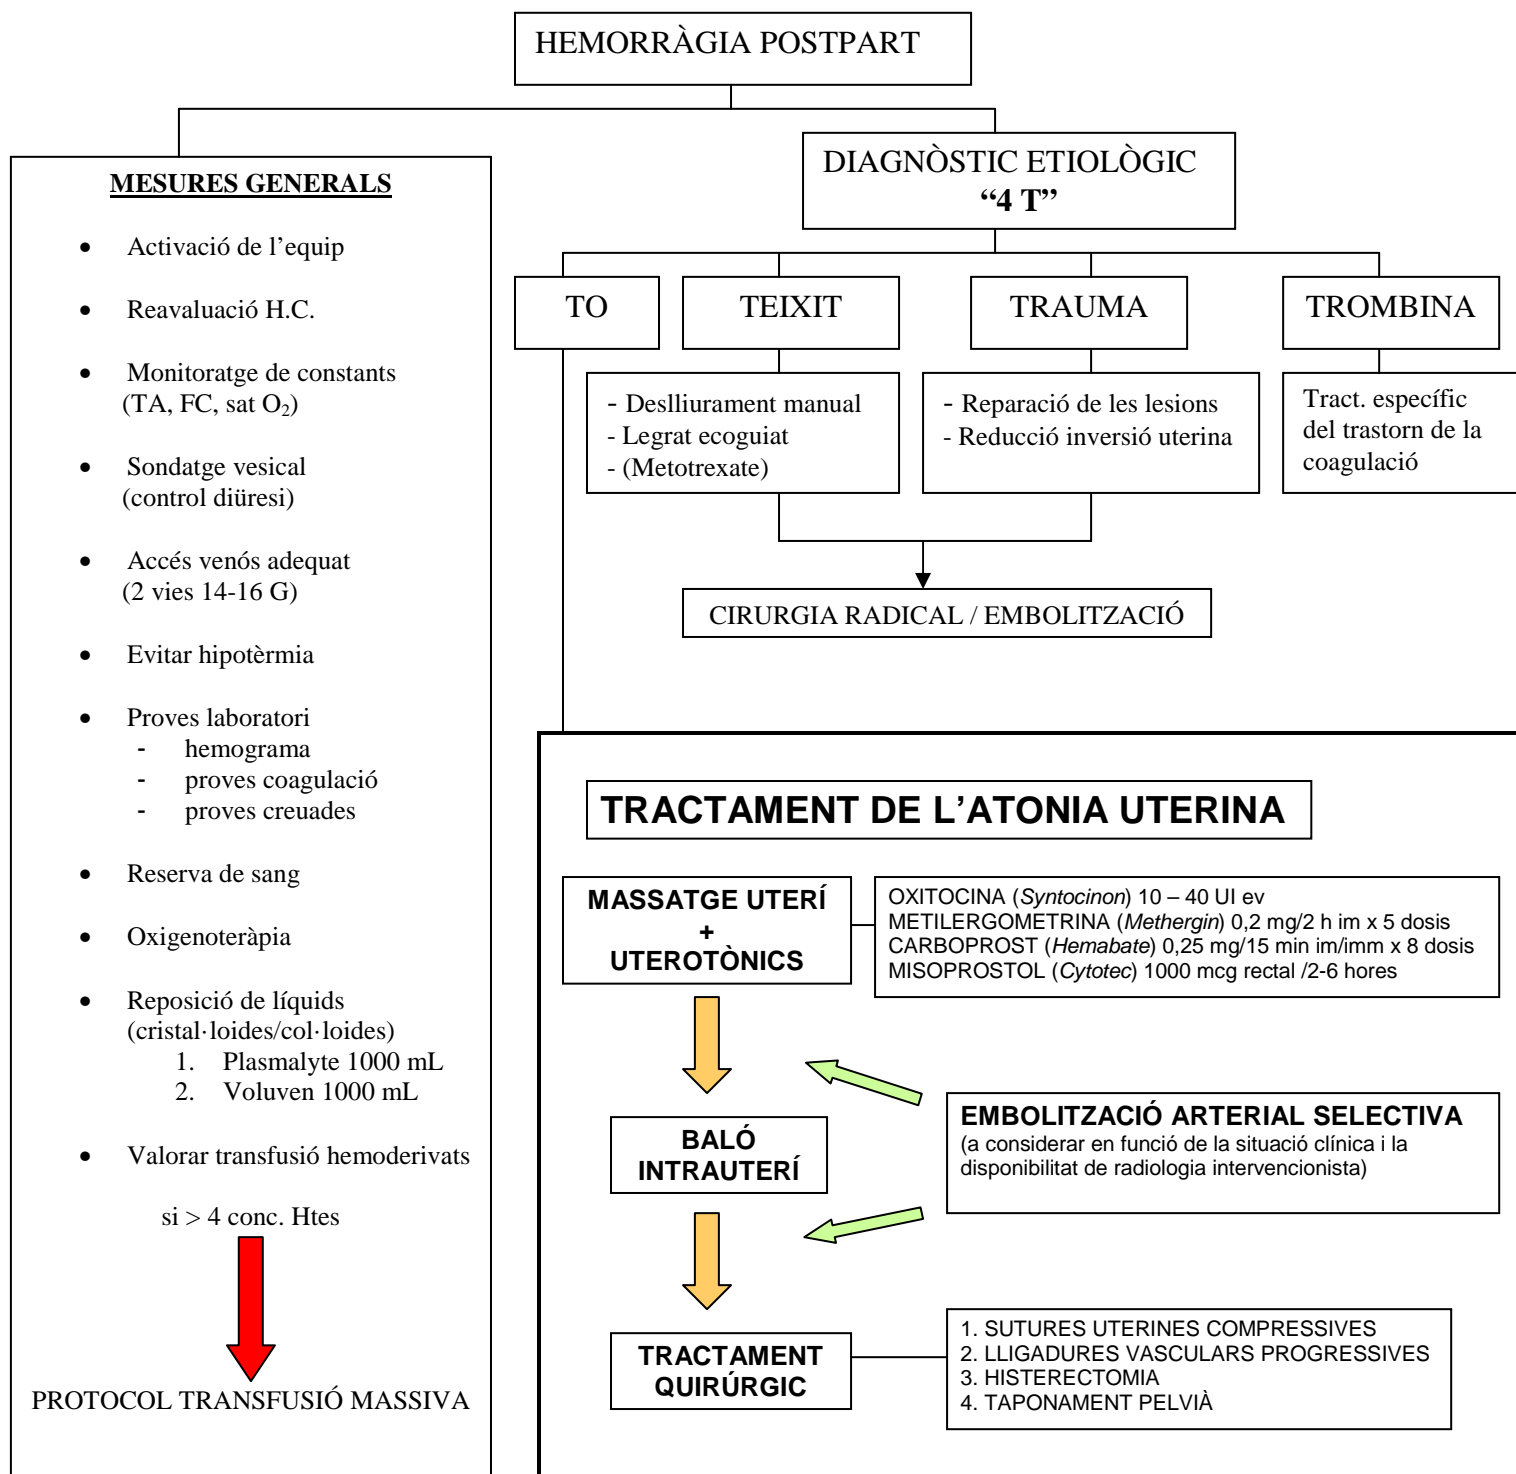 HEMORRÀGIA POSTPART
MESURES GENERALS
• Activació de l’equip
• Reavaluació H.C.
• Monitoratge de constants
(TA, FC, sat O₂)
• Sondatge vesical
(control diüresi)
• Accés venós adequat
(2 vies 14-16 G)
• Evitar hipotèrmia
• Proves laboratori
- hemograma
- proves coagulació
- proves creuades
• Reserva de sang
• Oxigenoteràpia
• Reposició de líquids
(cristal·loides/col·loides)
1. Plasmalyte 1000 mL
2. Voluven 1000 mL
• Valorar transfusió hemoderivats
si > 4 conc. Htes
PROTOCOL TRANSFUSIÓ MASSIVA
DIAGNÒSTIC ETIOLÒGIC
“4 T”
TO
TEIXIT
TRAUMA
TROMBINA
- Deslliurament manual
- Legrat ecoguiat
- (Metotrexate)
- Reparació de les lesions
- Reducció inversió uterina
Tract. específic
del trastorn de la
coagulació
CIRURGIA RADICAL / EMBOLITZACIÓ
TRACTAMENT DE L’ATONIA UTERINA
MASSATGE UTERÍ
+
UTEROTÒNICS
OXITOCINA (Syntocinon) 10 – 40 UI ev
METILERGOMETRINA (Methergin) 0,2 mg/2 h im x 5 dosis
CARBOPROST (Hemabate) 0,25 mg/15 min im/imm x 8 dosis
MISOPROSTOL (Cytotec) 1000 mcg rectal /2-6 hores
BALÓ
INTRAUTERÍ
EMBOLITZACIÓ ARTERIAL SELECTIVA
(a considerar en funció de la situació clínica i la
disponibilitat de radiologia intervencionista)
TRACTAMENT
QUIRÚRGIC
1. SUTURES UTERINES COMPRESSIVES
2. LLIGADURES VASCULARS PROGRESSIVES
3. HISTERECTOMIA
4. TAPONAMENT PELVIÀ